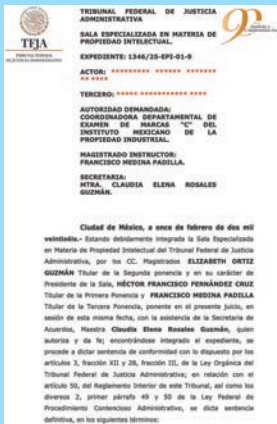 TRIBUNAL FEDERAL DE JUSTICIA
ADMINISTRATIVA
SALA ESPECIALIZADA EN MATERIA DE
PROPIEDAD INTELECTUAL.
TFJA
TRIBUNAL FEDERAL
DE JUSTICIA ADMINISTRATIVA
EXPEDIENTE: 1346/25-EPI-01-9
ACTOR: ********* ****** *******
** ****
TERCERO: ***** *********** ****
AUTORIDAD DEMANDADA:
COORDINADORA DEPARTAMENTAL DE
EXAMEN DE MARCAS "C" DEL
INSTITUTO MEXICANO DE LA
PROPIEDAD INDUSTRIAL.
MAGISTRADO INSTRUCTOR:
FRANCISCO MEDINA PADILLA.
SECRETARIA:
MTRA. CLAUDIA ELENA ROSALES
GUZMÁN.
Ciudad de México, a once de febrero de dos mil
veintiséis.- Estando debidamente integrada la Sala Especializada
en Materia de Propiedad Intelectual del Tribunal Federal de Justicia
Administrativa, por los CC. Magistrados ELIZABETH ORTIZ
GUZMÁN Titular de la Segunda ponencia y en su carácter de
Presidente de la Sala, HÉCTOR FRANCISCO FERNÁNDEZ CRUZ
Titular de la Primera Ponencia y FRANCISCO MEDINA PADILLA
Titular de la Tercera Ponencia, ponente en el presente juicio, en
sesión de esta misma fecha, con la asistencia de la Secretaria de
Acuerdos, Maestra Claudia Elena Rosales Guzmán, quien
autoriza y da fe; encontrándose integrado el expediente, se
procede a dictar sentencia de conformidad con lo dispuesto por los
artículos 3, fracción XII y 28, fracción III, de la Ley Orgánica del
Tribunal Federal de Justicia Administrativa; en relación con el
artículo 50, del Reglamento Interior de este Tribunal, así como los
diversos 2, primer párrafo 49 y 50 de la Ley Federal de
Procedimiento Contencioso Administrativo, se dicta sentencia
definitiva, en los siguientes términos: